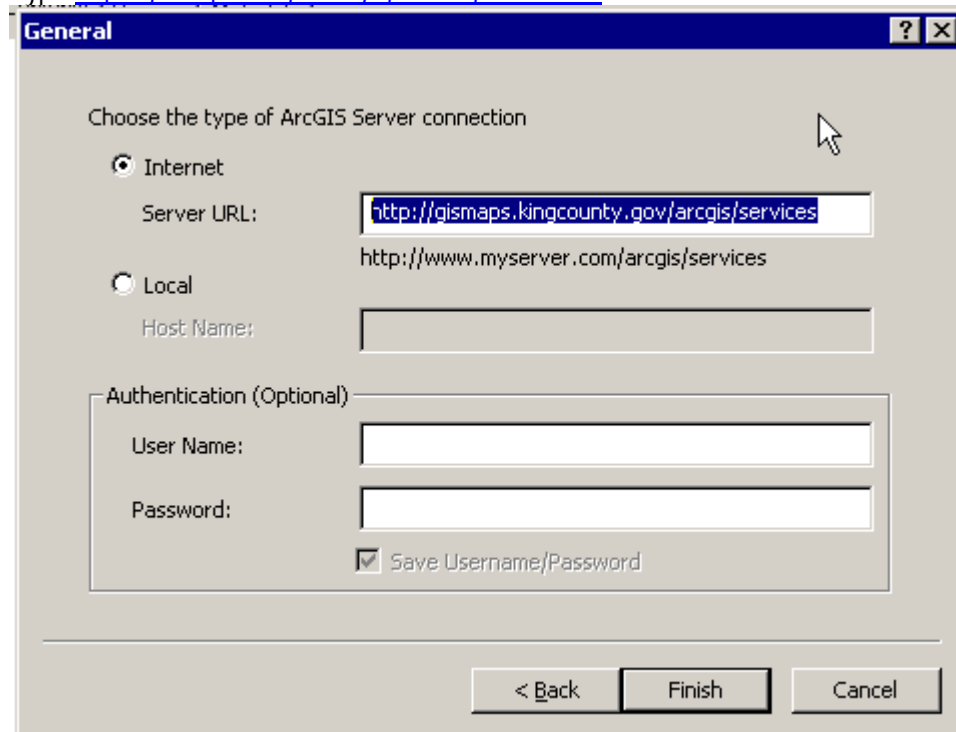 General
Choose the type of ArcGIS Server connection
Internet
Server URL: http://gismaps.kingcounty.gov/arcgis/services
http://www.myserver.com/arcgis/services
Local
Host Name:
Authentication (Optional)
User Name:
Password:
Save Username/Password
< Back Finish Cancel